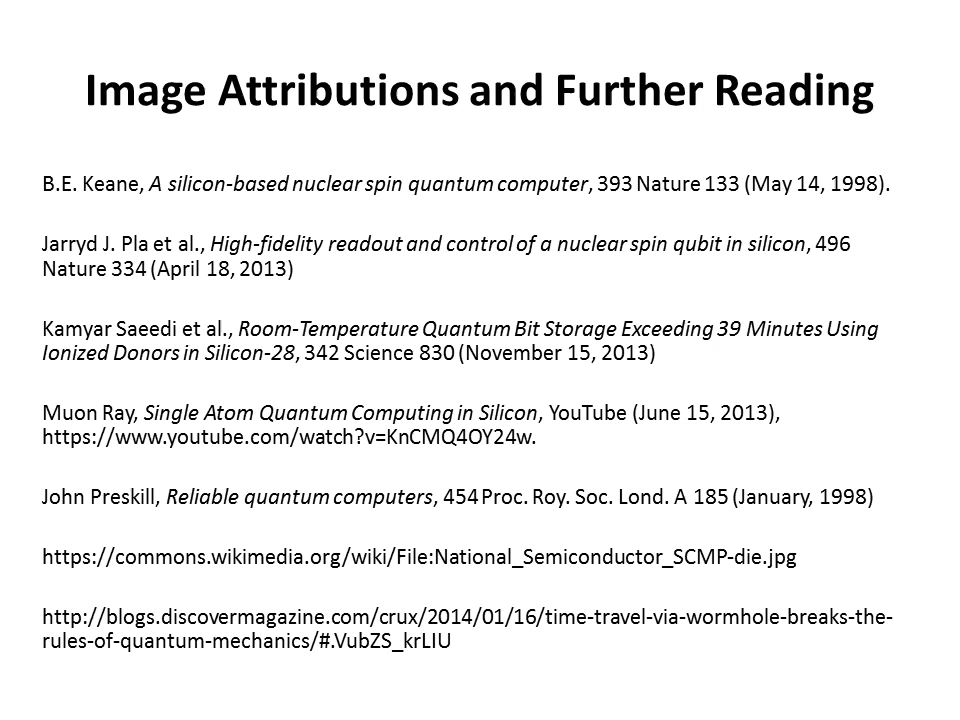 Image Attributions and Further Reading
B.E. Keane, A silicon-based nuclear spin quantum computer, 393 Nature 133 (May 14, 1998).
Jarryd J. Pla et al., High-fidelity readout and control of a nuclear spin qubit in silicon, 496
Nature 334 (April 18, 2013)
Kamyar Saeedi et al., Room-Temperature Quantum Bit Storage Exceeding 39 Minutes Using
Ionized Donors in Silicon-28, 342 Science 830 (November 15, 2013)
Muon Ray, Single Atom Quantum Computing in Silicon, YouTube (June 15, 2013),
https://www.youtube.com/watch?v=KnCMQ4OY24w.
John Preskill, Reliable quantum computers, 454 Proc. Roy. Soc. Lond. A 185 (January, 1998)
https://commons.wikimedia.org/wiki/File:National_Semiconductor_SCMP-die.jpg
http://blogs.discovermagazine.com/crux/2014/01/16/time-travel-via-wormhole-breaks-the-
rules-of-quantum-mechanics/#.VubZS_krLIU